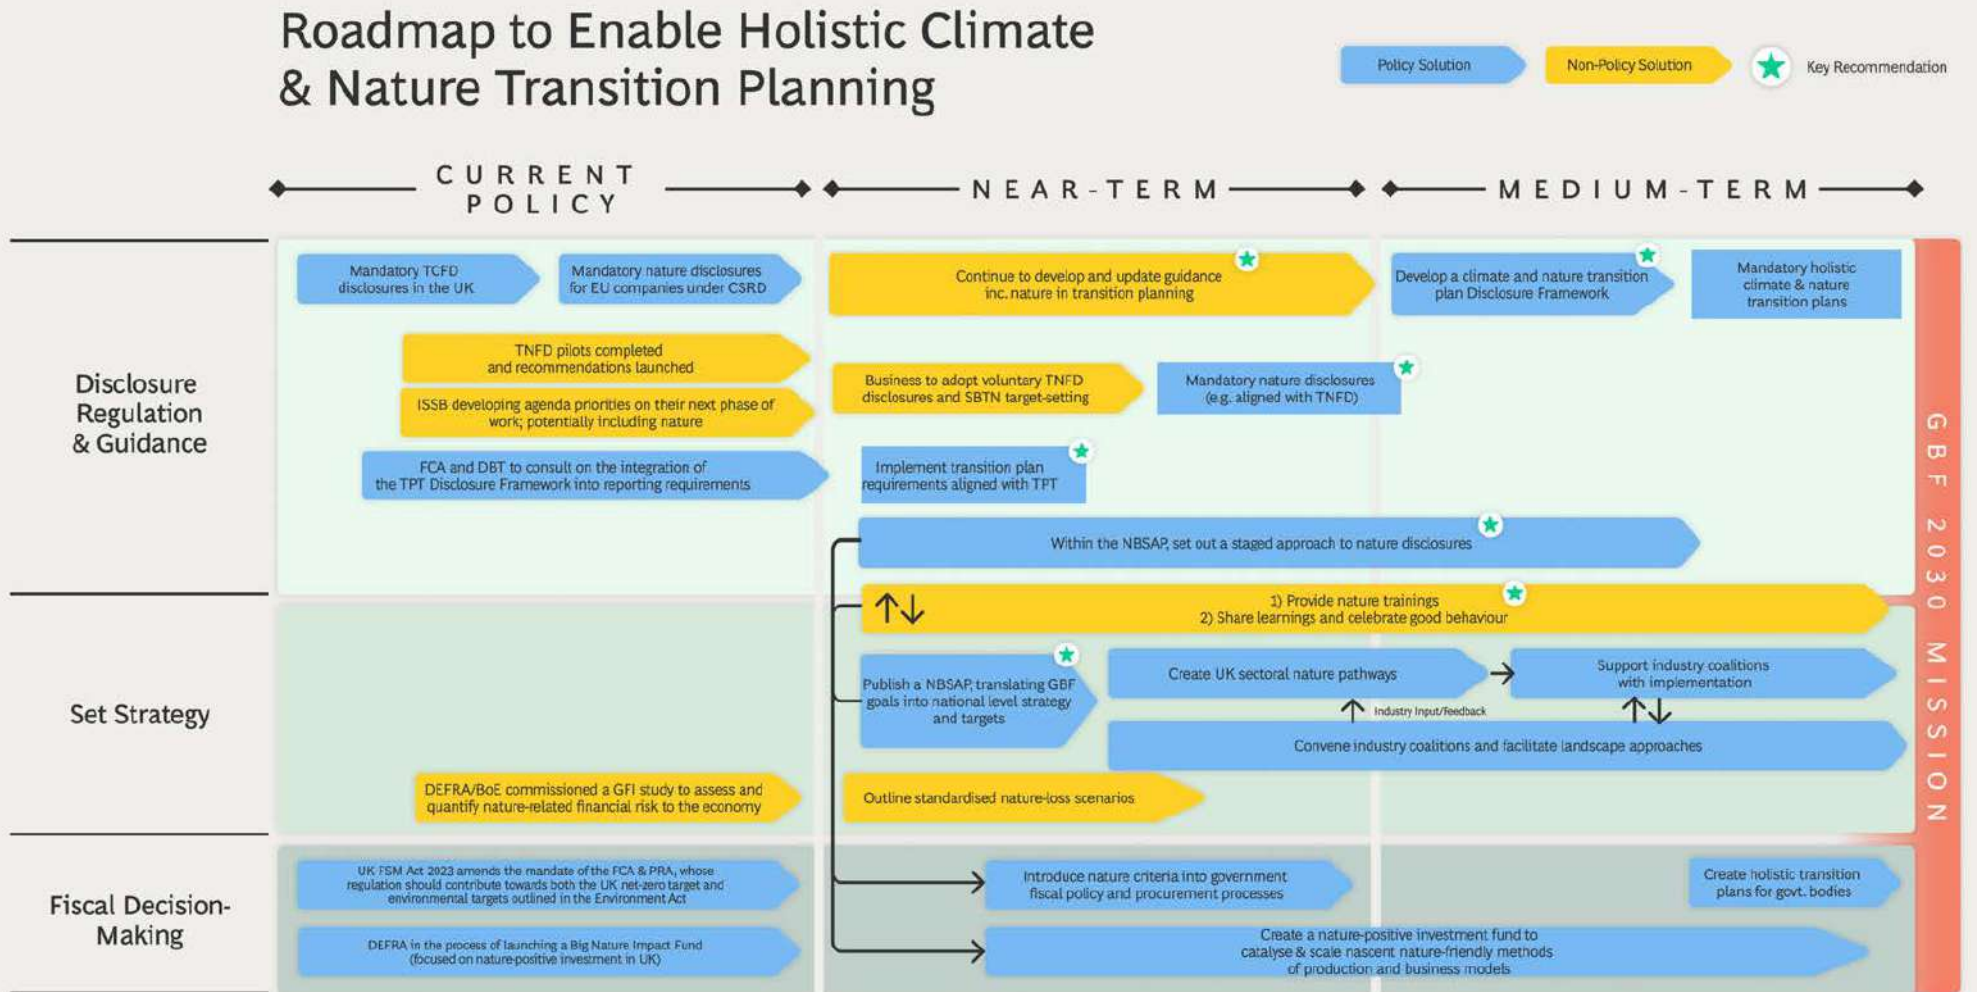 Roadmap to Enable Holistic Climate
& Nature Transition Planning
Policy Solution
Non-Policy Solution
Key Recommendation
CURRENT
POLICY
NEAR-TERM
MEDIUM-TERM
Disclosure
Regulation
& Guidance
Mandatory TCFD
disclosures in the UK
Mandatory nature disclosures
for EU companies under CSRD
Continue to develop and update guidance
inc. nature in transition planning
Develop a climate and nature transition
plan Disclosure Framework
Mandatory holistic
climate & nature
transition plans
TNFD pilots completed
and recommendations launched
ISSB developing agenda priorities on their next phase of
work; potentially including nature
Business to adopt voluntary TNFD
disclosures and SBTN target-setting
Mandatory nature disclosures
(e.g. aligned with TNFD)
FCA and DBT to consult on the integration of
the TPT Disclosure Framework into reporting requirements
Implement transition plan
requirements aligned with TPT
Within the NBSAP, set out a staged approach to nature disclosures
1) Provide nature trainings
2) Share learnings and celebrate good behaviour
Set Strategy
Publish a NBSAP, translating GBF
goals into national level strategy
and targets
Create UK sectoral nature pathways
Support industry coalitions
with implementation
Industry Input/Feedback
Convene industry coalitions and facilitate landscape approaches
DEFRA/BoE commissioned a GFI study to assess and
quantify nature-related financial risk to the economy
Outline standardised nature-loss scenarios
Fiscal Decision-
Making
UK FSM Act 2023 amends the mandate of the FCA & PRA, whose
regulation should contribute towards both the UK net-zero target and
environmental targets outlined in the Environment Act
Introduce nature criteria into government
fiscal policy and procurement processes
Create holistic transition
plans for govt. bodies
DEFRA in the process of launching a Big Nature Impact Fund
(focused on nature-positive investment in UK)
Create a nature-positive investment fund to
catalyse & scale nascent nature-friendly methods
of production and business models
GBF 2030 MISSION